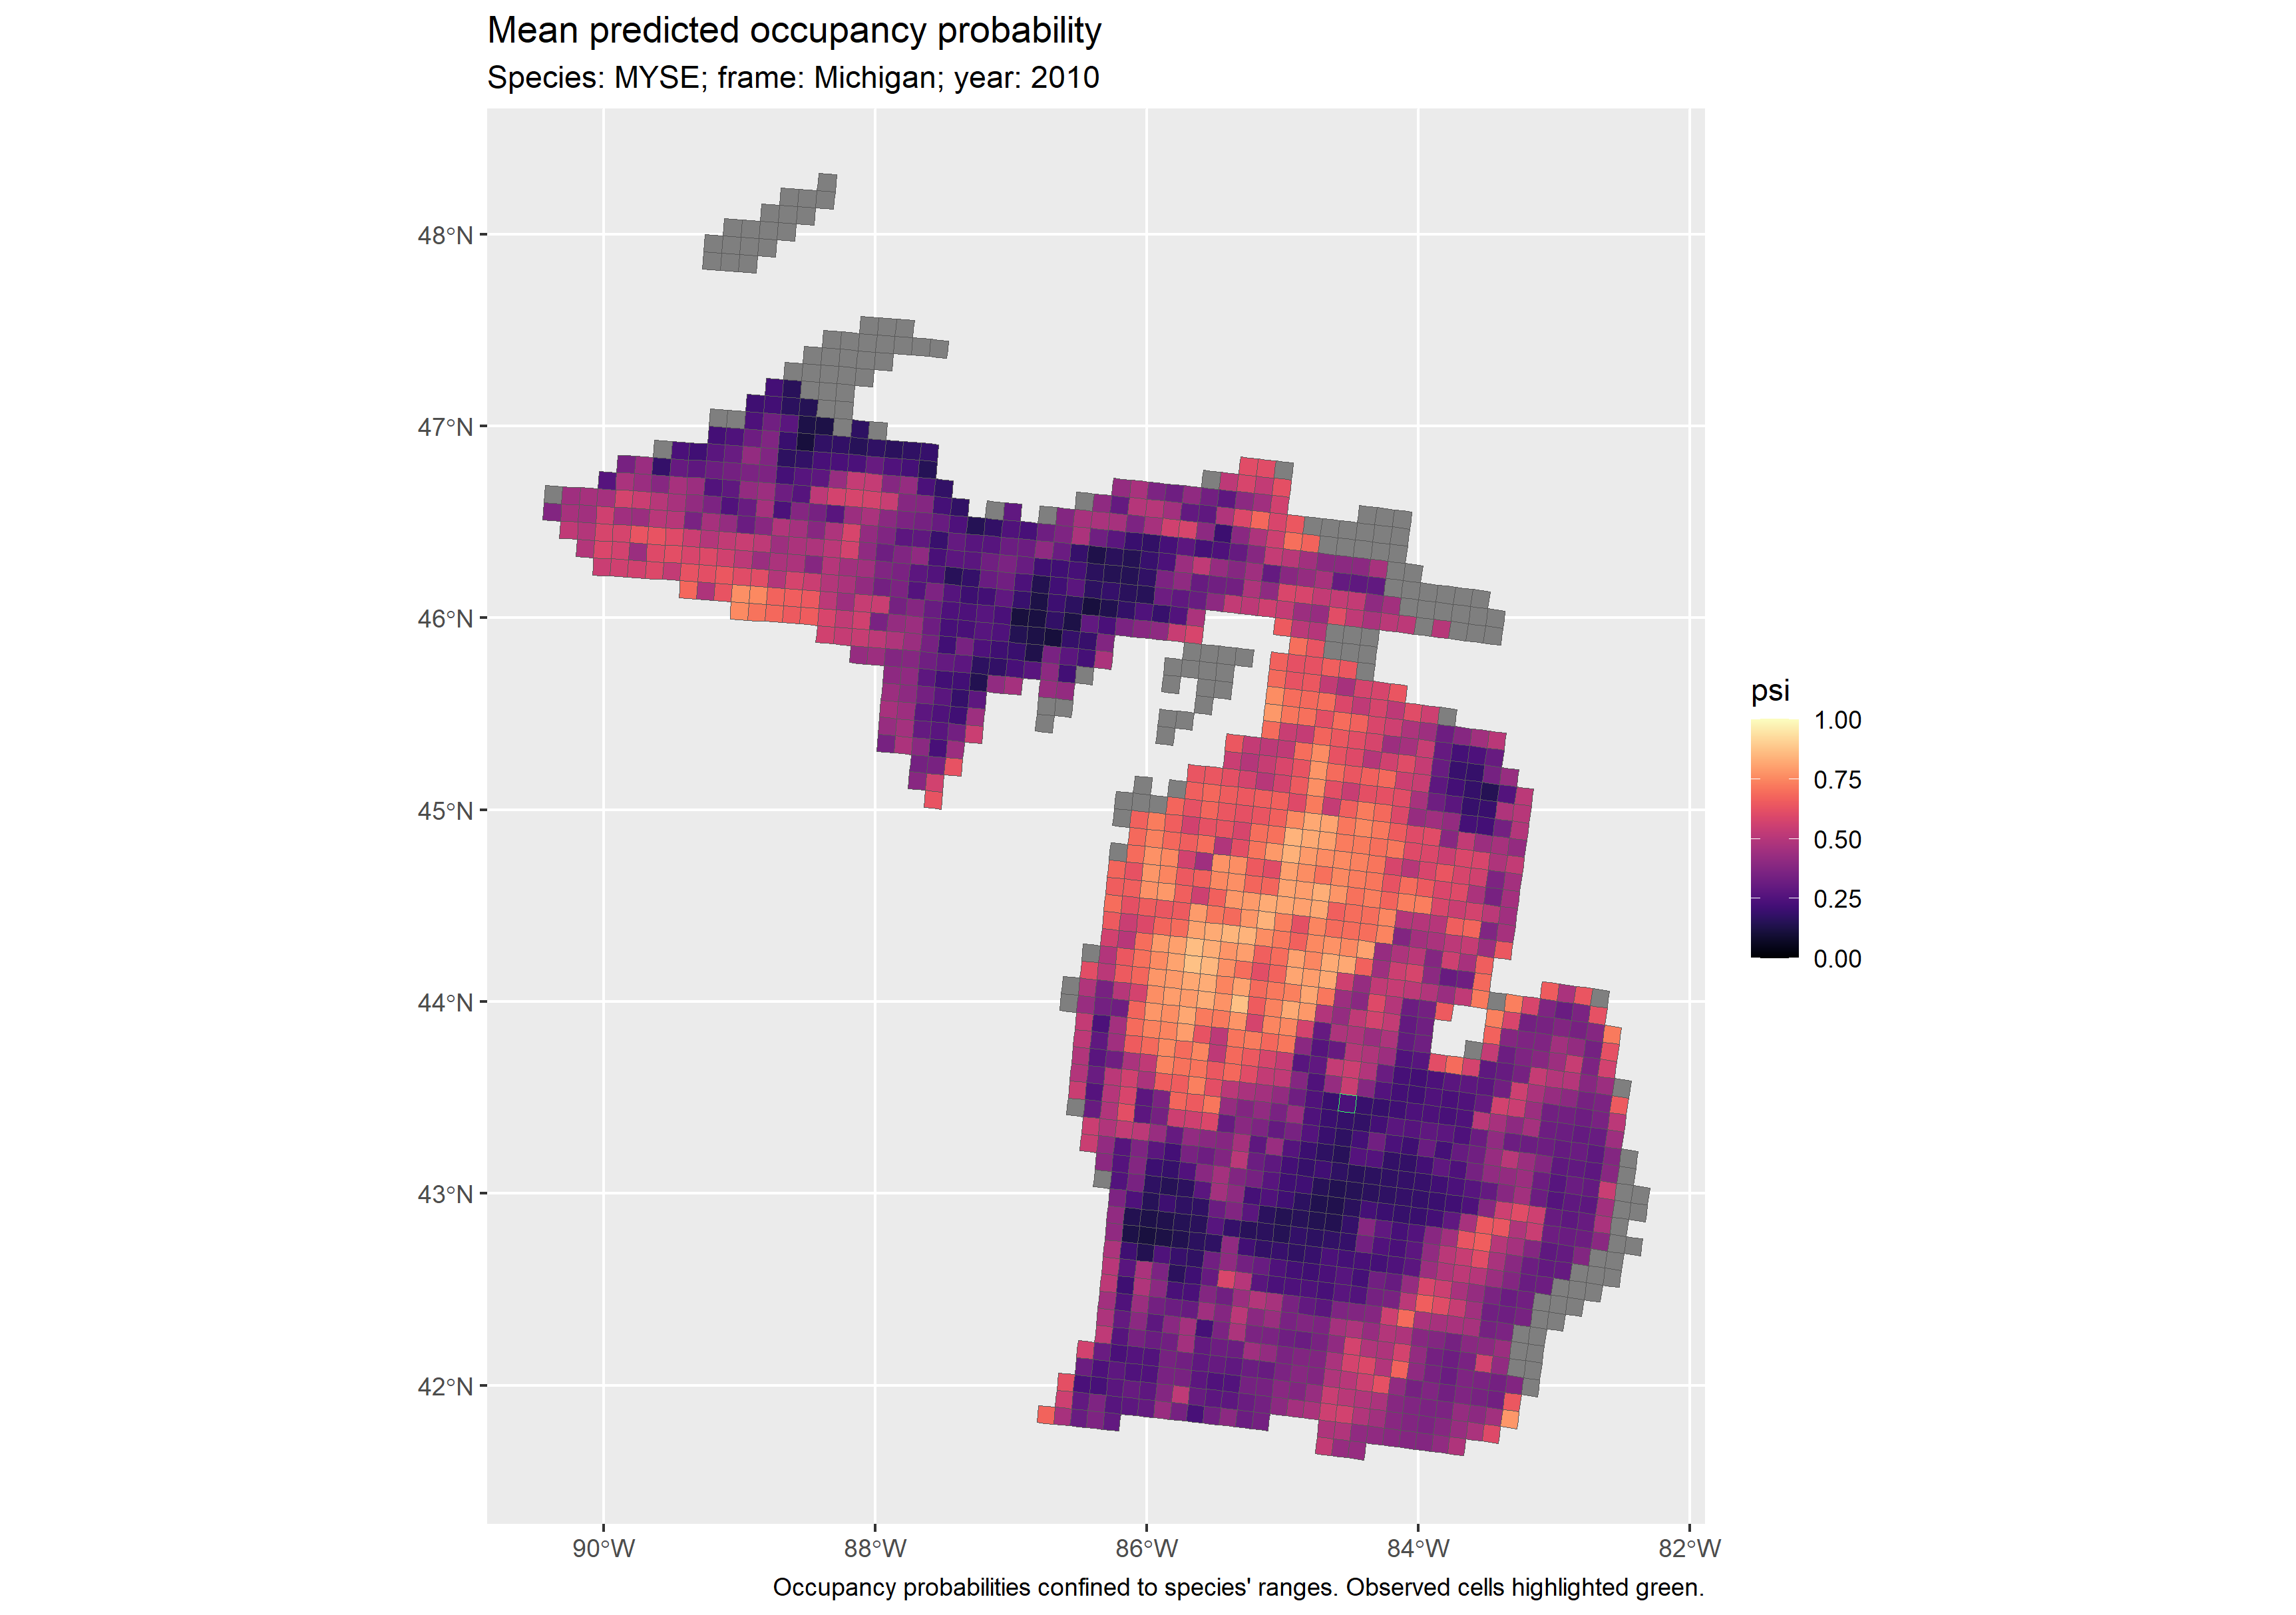 Mean predicted occupancy probability
Species: MYSE; frame: Michigan; year: 2010
48°N
47°N
46°N
45°N
44°N
43°N
42°N
90°W
88°W
86°W
84°W
82°W
psi
1.00
0.75
0.50
0.25
0.00
Occupancy probabilities confined to species' ranges. Observed cells highlighted green.